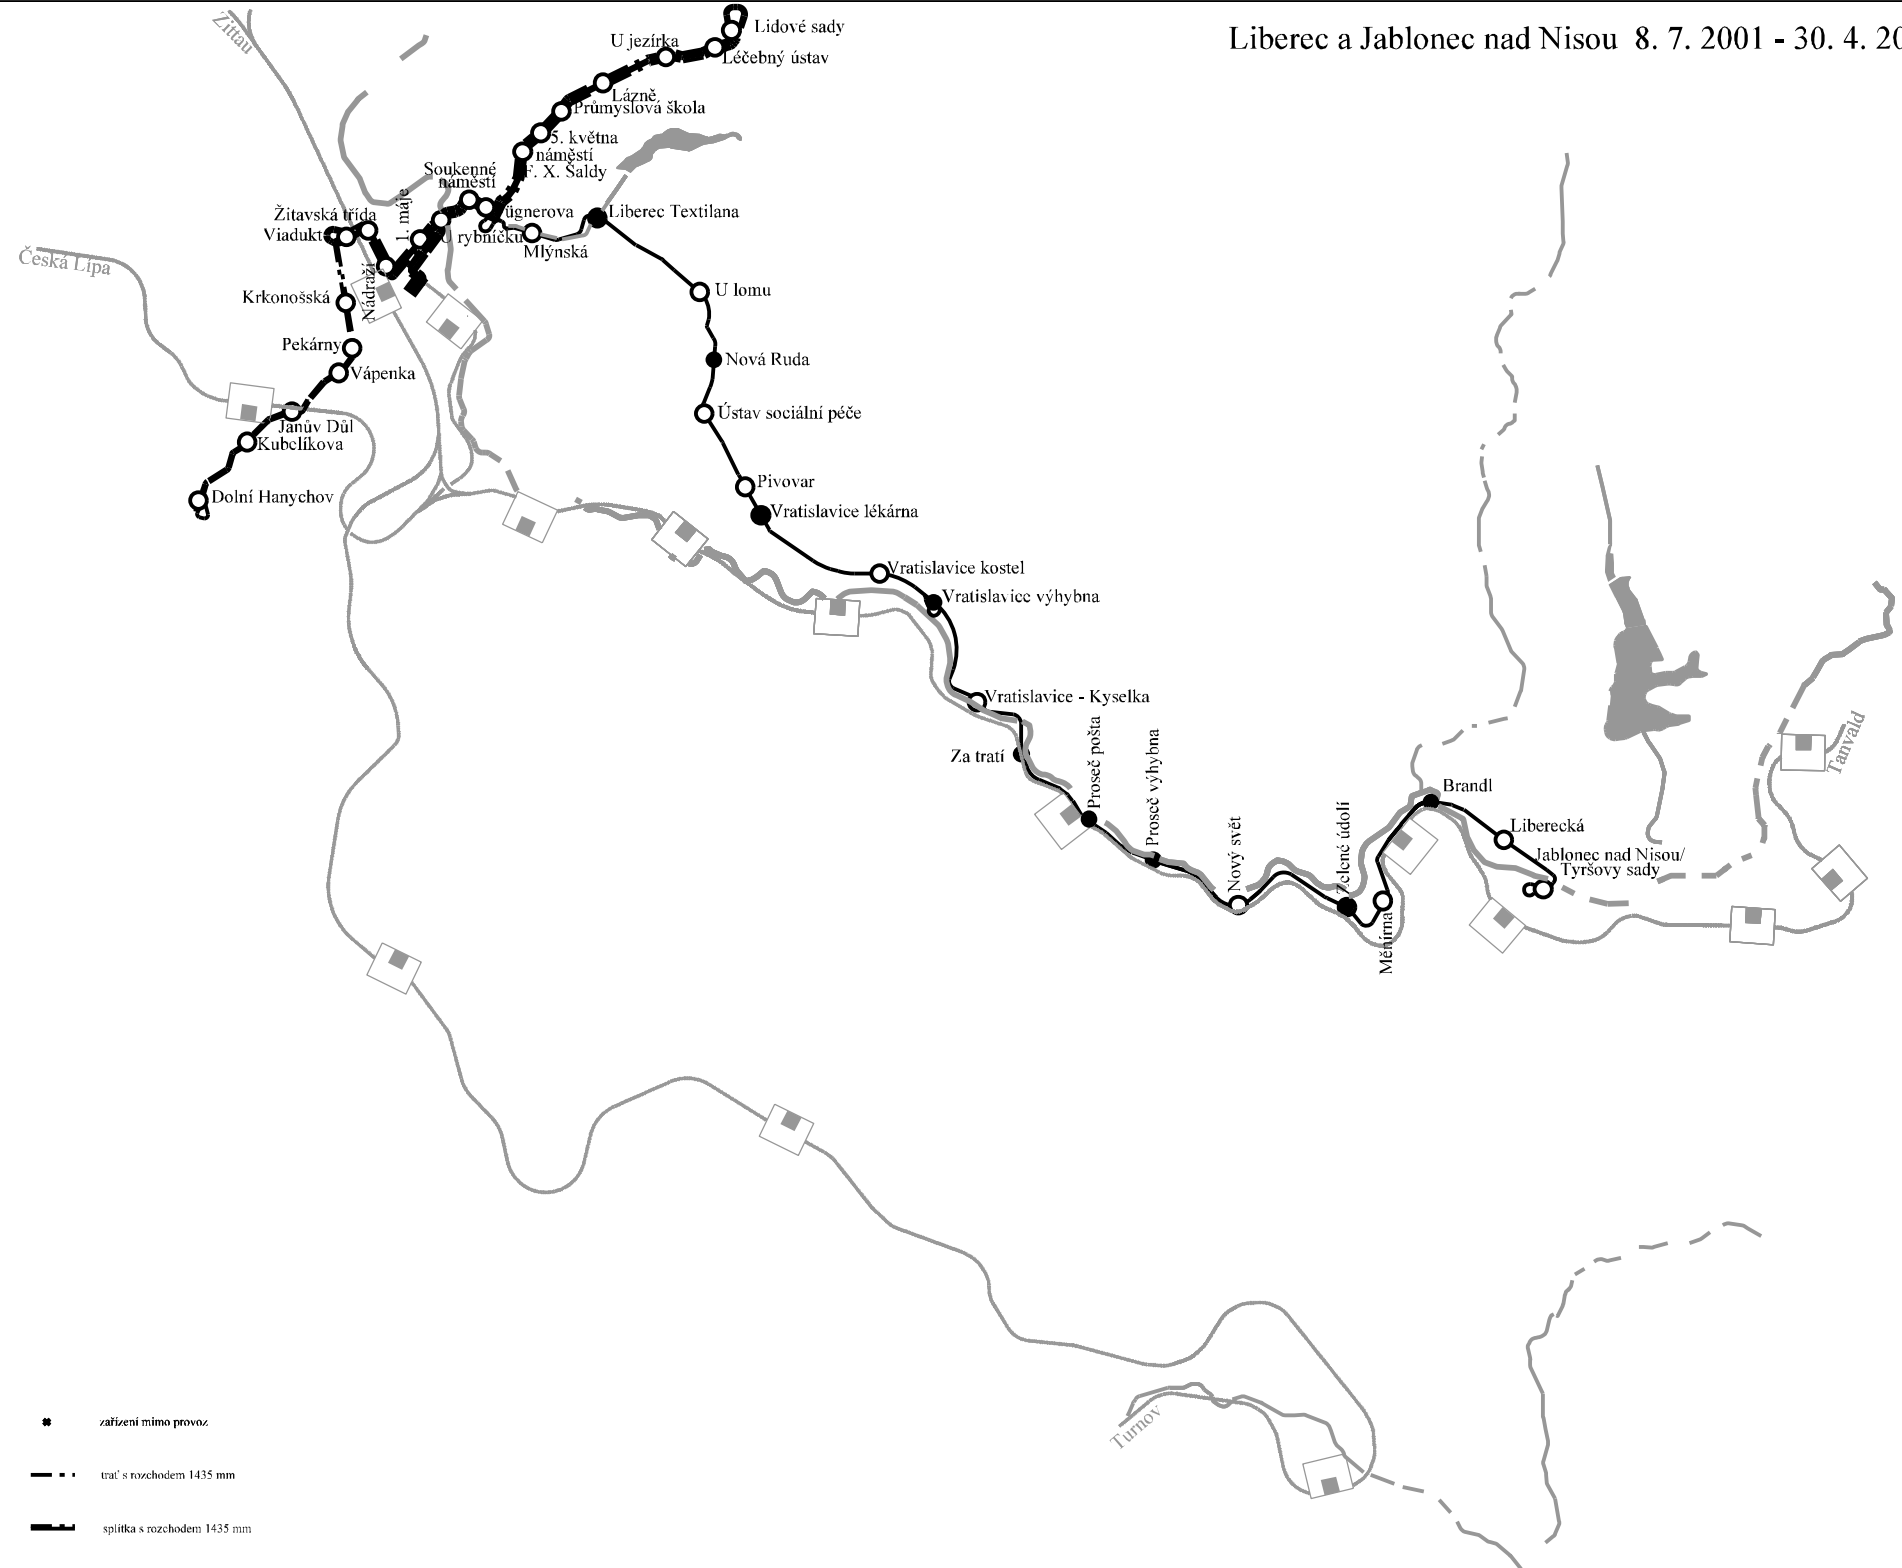 Liberec a Jablonec nad Nisou 8. 7. 2001 - 30. 4. 20
Zittau
Lidové sady
U jezírka
Léčebný ústav
Lázně
Průmyslová škola
5. května
náměstí
F. X. Šaldy
Soukenné
náměstí
1. máje
Žitavská třída
Viadukt
ügnerova
U rybníčku
Liberec Textilana
Mlýnská
Česká Lípa
Nádraží
Krkonošská
U lomu
Pekárny
Nová Ruda
Vápenka
Ústav sociální péče
Janův Důl
Kubelíkova
Pivovar
Dolní Hanychov
Vratislavice lékárna
Vratislavice kostel
Vratislavice výhybna
Vratislavice - Kyselka
Za tratí
Proseč pošta
Proseč výhybna
Nový svět
Zelené údolí
Měnírna
Brandl
Liberecká
Jablonec nad Nisou/
Tyršovy sady
Tanvald
Turnov
zařízení mimo provoz
trať s rozchodem 1435 mm
splítka s rozchodem 1435 mm